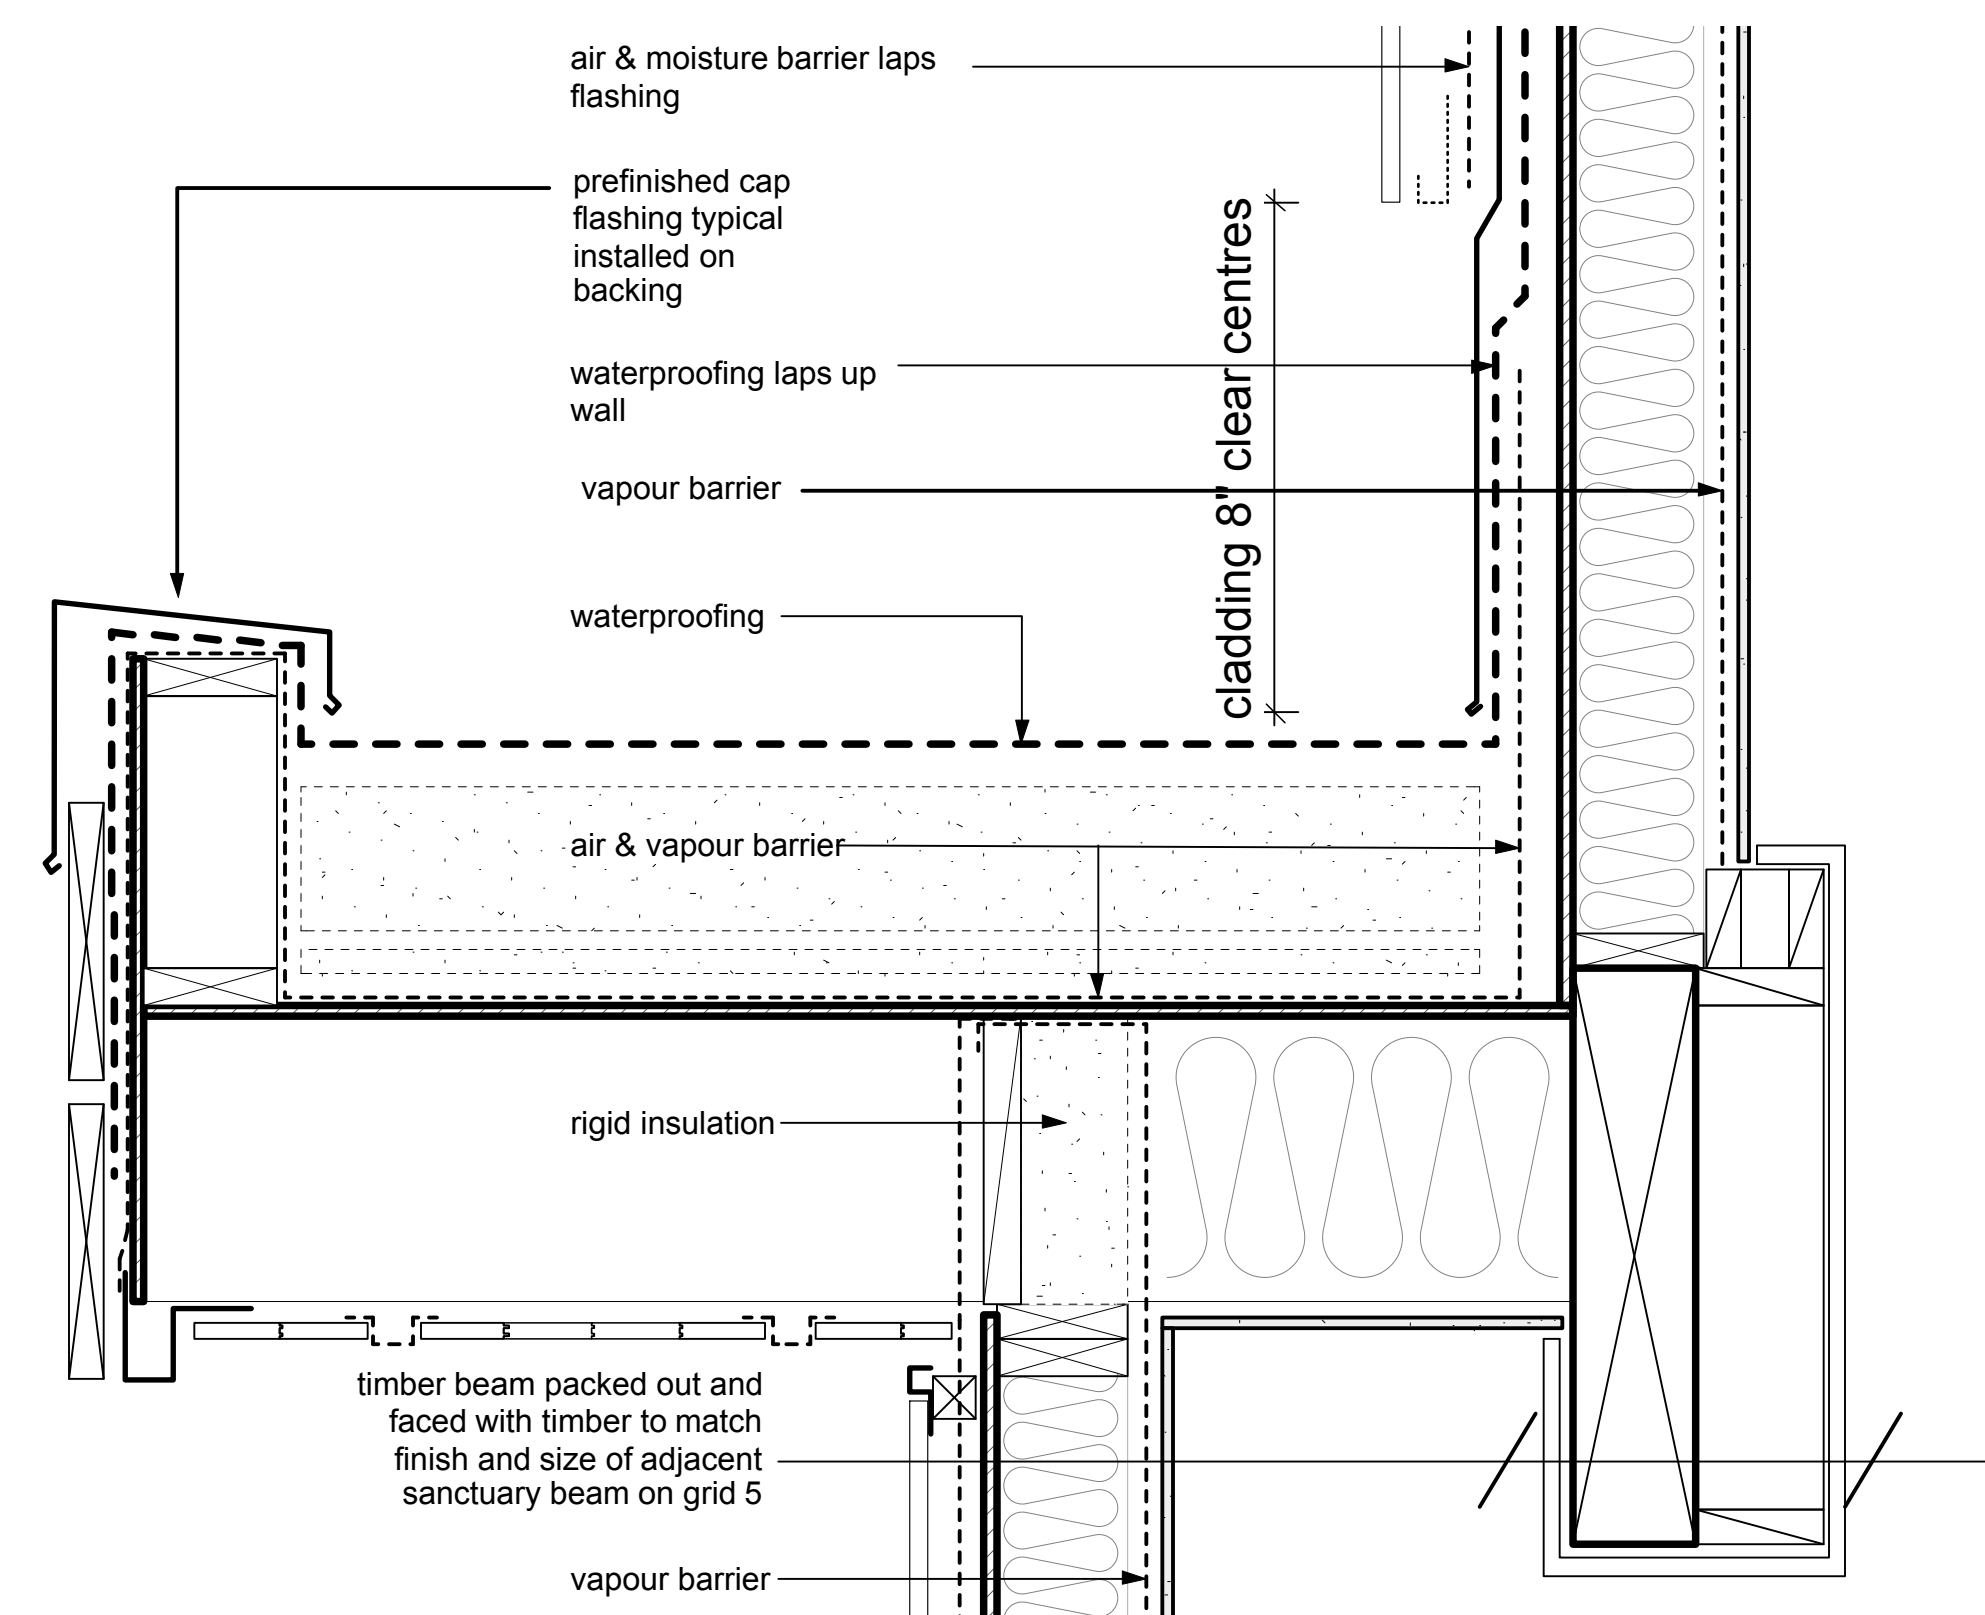 air & moisture barrier laps
flashing
prefinished cap
flashing typical
installed on
backing
waterproofing laps up
wall
vapour barrier
cladding 8" clear centres
waterproofing
air & vapour barrier
rigid insulation
timber beam packed out and
faced with timber to match
finish and size of adjacent
sanctuary beam on grid 5
vapour barrier